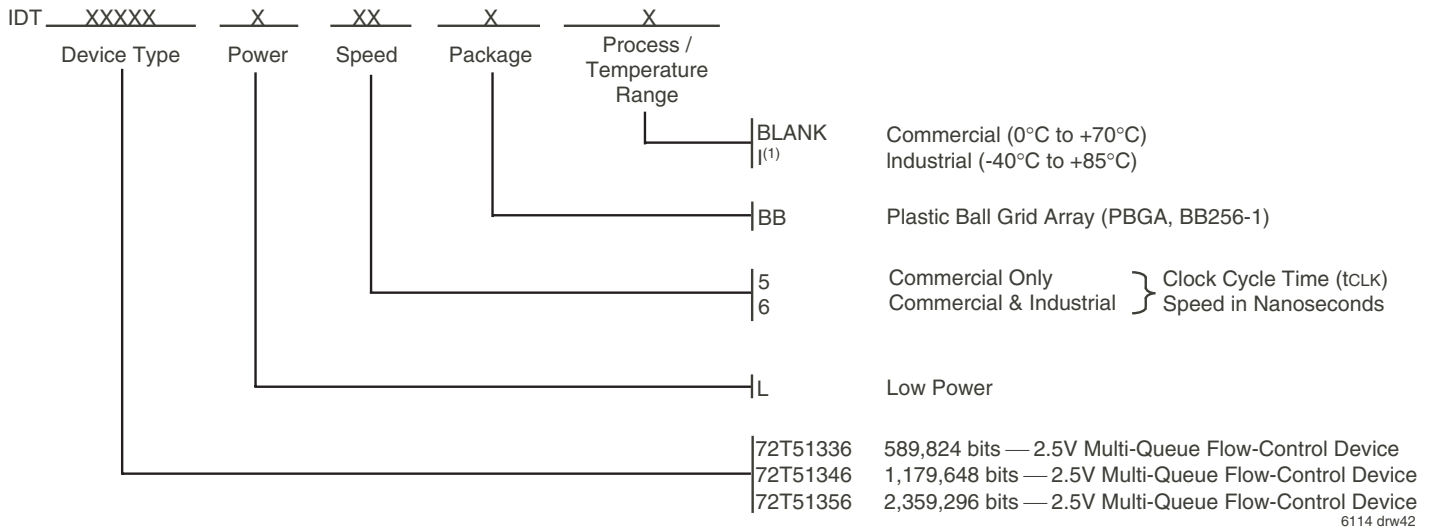 IDT XXXXX X XX X X
Device Type Power Speed Package Process / Temperature Range
BLANK Commercial (0°C to +70°C)
I(1) Industrial (-40°C to +85°C)
BB Plastic Ball Grid Array (PBGA, BB256-1)
5 Commercial Only Clock Cycle Time (tCLK)
6 Commercial & Industrial Speed in Nanoseconds
L Low Power
72T51336 589,824 bits — 2.5V Multi-Queue Flow-Control Device
72T51346 1,179,648 bits — 2.5V Multi-Queue Flow-Control Device
72T51356 2,359,296 bits — 2.5V Multi-Queue Flow-Control Device
6114 drw42